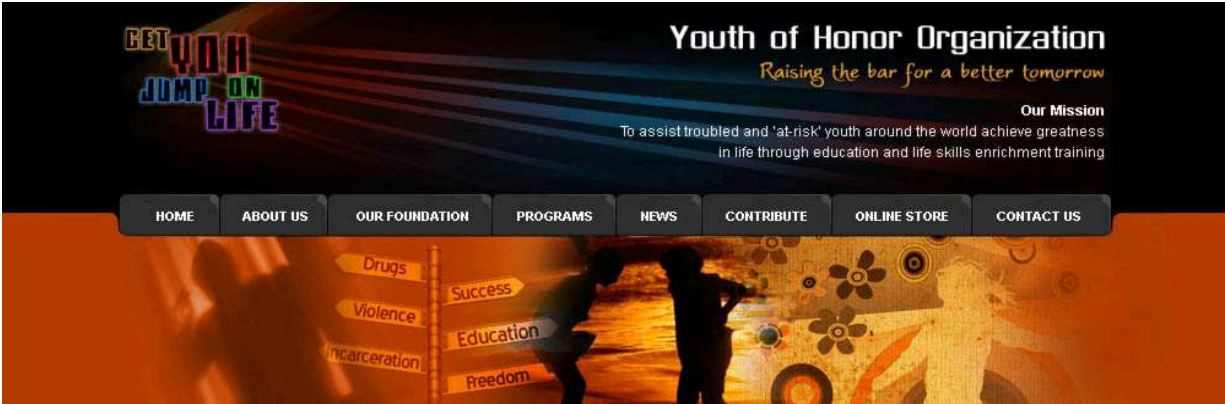 GET
YOH
JUMP ON
LIFE
Youth of Honor Organization
Raising the bar for a better tomorrow
Our Mission
To assist troubled and 'at-risk' youth around the world achieve greatness
in life through education and life skills enrichment training
HOME ABOUT US OUR FOUNDATION PROGRAMS NEWS CONTRIBUTE ONLINE STORE CONTACT US
Drugs
Success
Violence
Education
Incarceration
Freedom